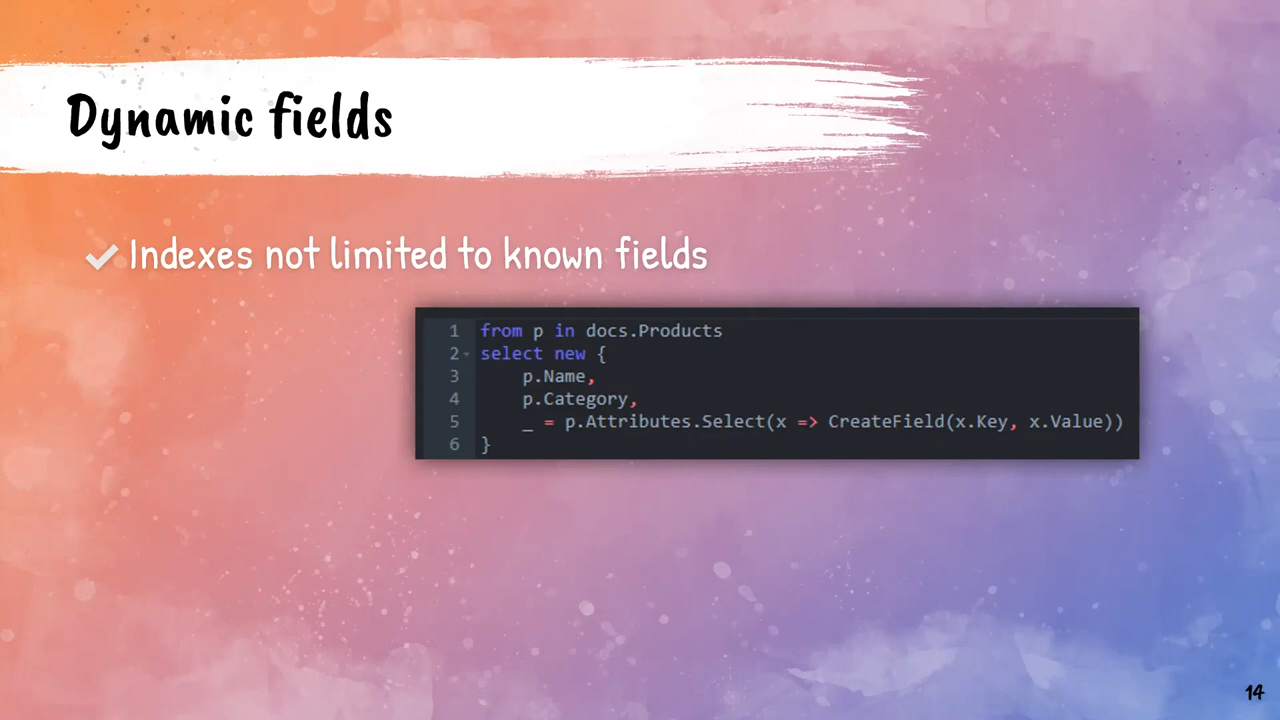 Dynamic fields
Indexes not limited to known fields
1 from p in docs.Products
2 select new {
3 p.Name,
4 p.Category,
5 _ = p.Attributes.Select(x => CreateField(x.Key, x.Value))
6 }
14